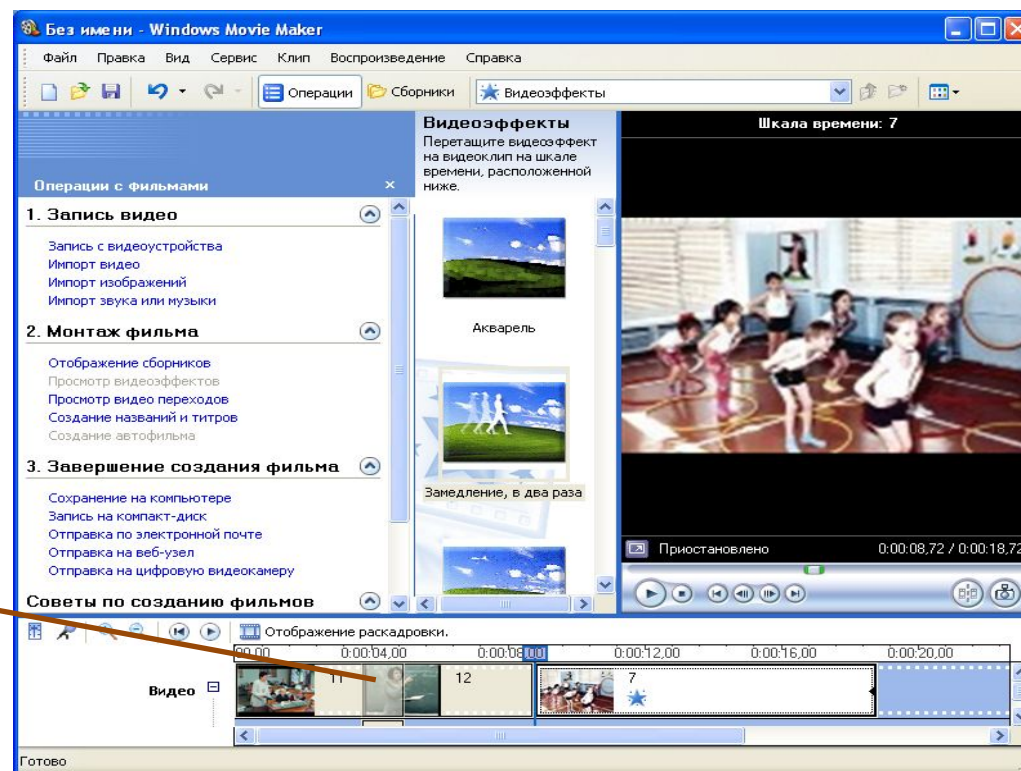 Без имени - Windows Movie Maker
Файл Правка Вид Сервис Клип Воспроизведение Справка
Операции Сборники Видеоэффекты
Операции с фильмами
1. Запись видео
Запись с видеоустройства
Импорт видео
Импорт изображений
Импорт звука или музыки
2. Монтаж фильма
Отображение сборников
Просмотр видеоэффектов
Просмотр видео переходов
Создание названий и титров
Создание автофильма
3. Завершение создания фильма
Сохранение на компьютере
Запись на компакт-диск
Отправка по электронной почте
Отправка на веб-узел
Отправка на цифровую видеокамеру
Советы по созданию фильмов
Видеоэффекты
Перетащите видеоэффект
на видеоклип на шкале
времени, расположенной
ниже.
Акварель
Замедление, в два раза
Шкала времени: 7
Приостановлено 0:00:08,72 / 0:00:18,72
Отображение раскадровки.
00,00 0:00:04,00 0:00:08,00 0:00:12,00 0:00:16,00 0:00:20,00
Видео 11 12 7
Готово